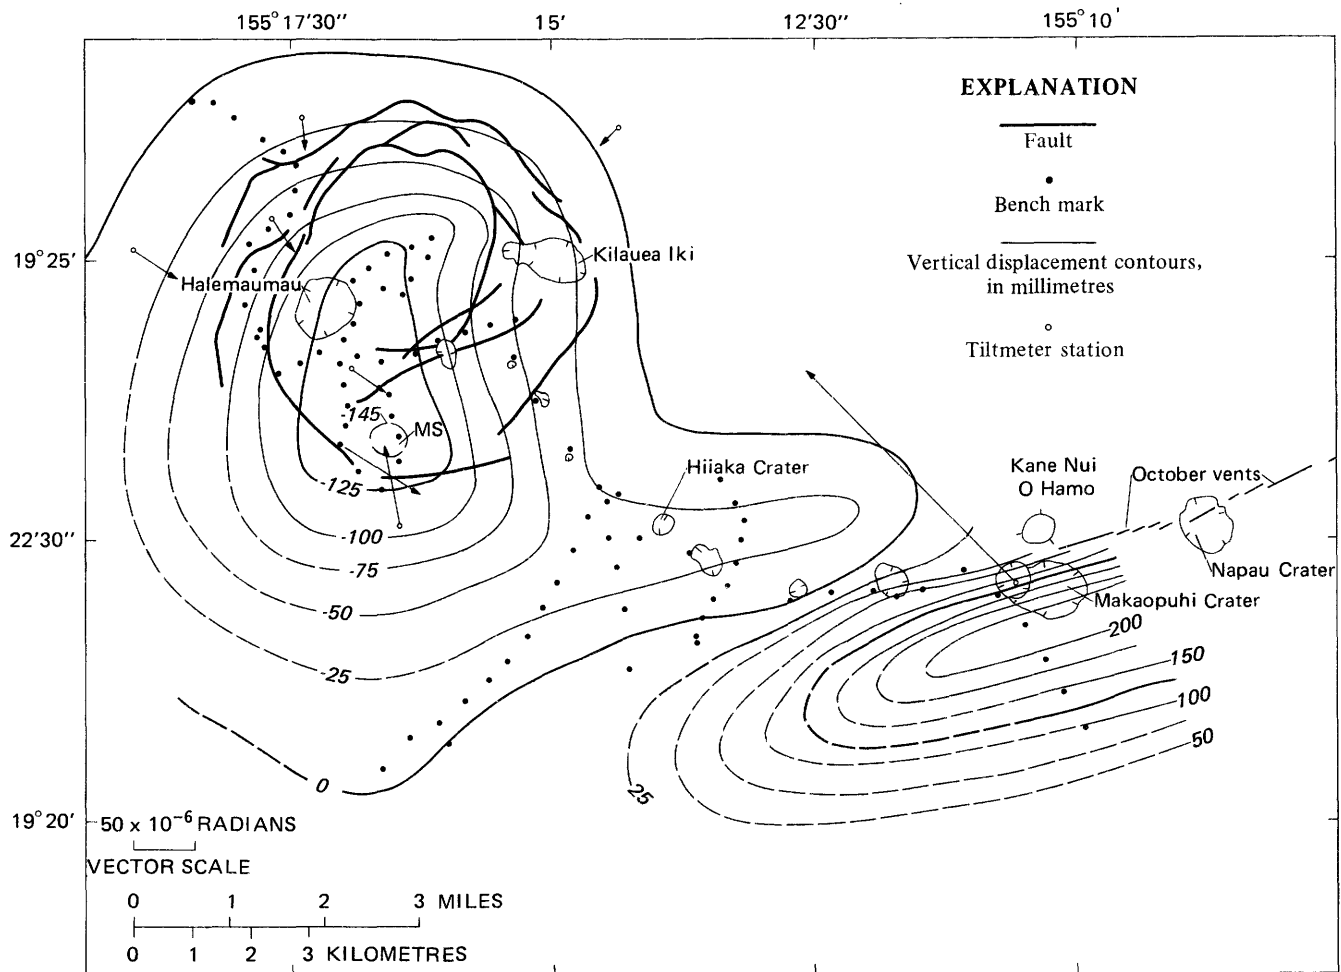 155°17'30''
15'
12'30''
155°10'
EXPLANATION
Fault
Bench mark
Vertical displacement contours,
in millimetres
Tiltmeter station
19°25'
Kilauea Iki
Halemaumau
-145
MS
-125
Hiiaka Crater
Kane Nui
O Hamo
October vents
22'30''
-100
-75
Napau Crater
-50
Makaopuhi Crater
200
-25
150
100
0
25
50
19°20'
50 x 10⁻⁶ RADIANS
VECTOR SCALE
0 1 2 3 MILES
0 1 2 3 KILOMETRES